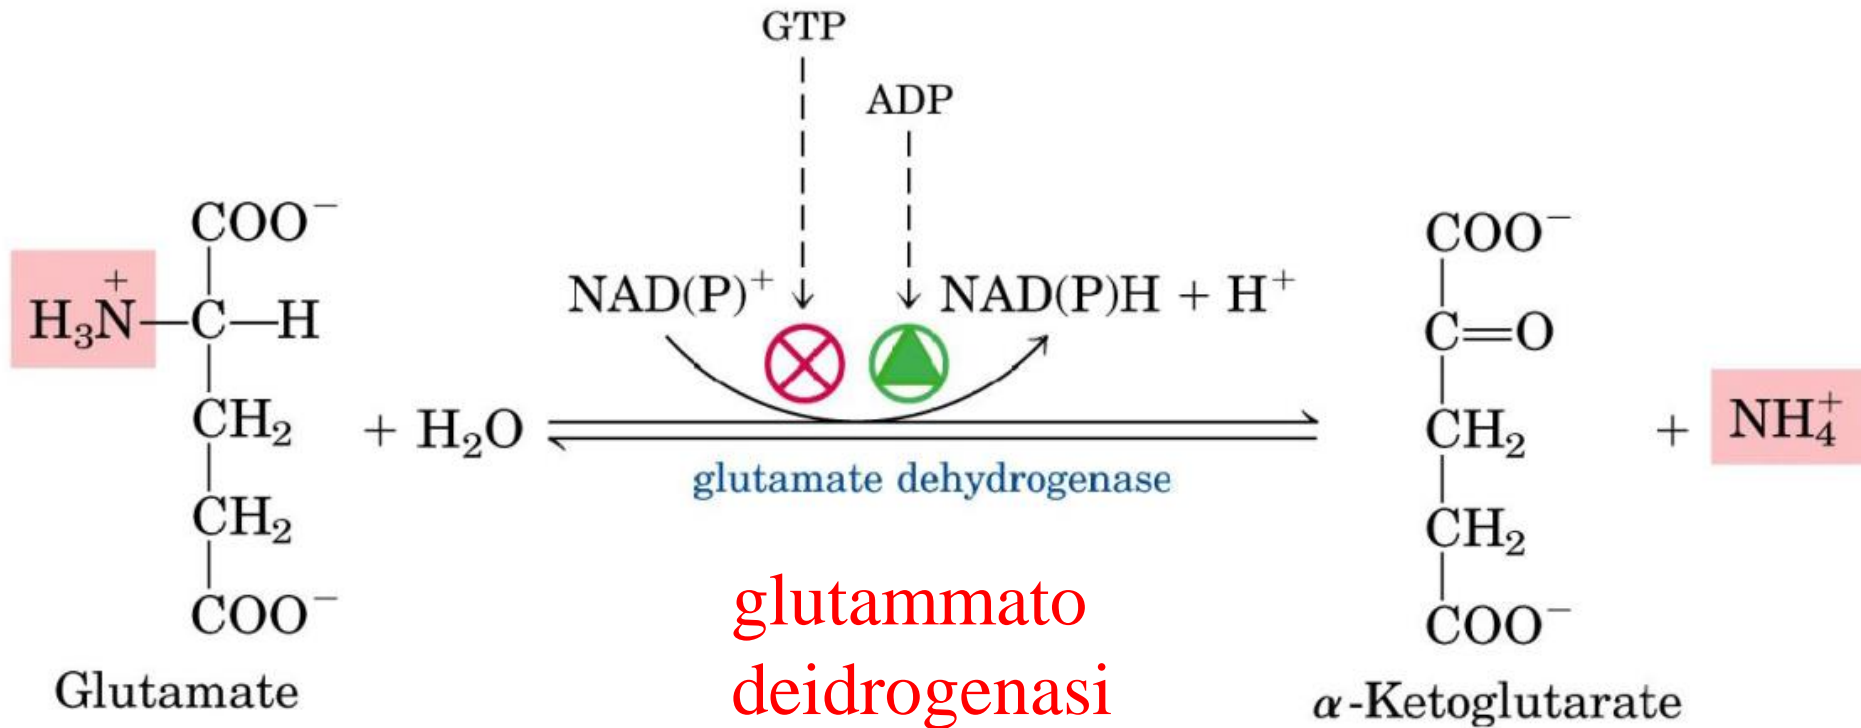 GTP
ADP
COO⁻
H₃N⁺—C—H
CH₂
CH₂
COO⁻
Glutamate
+ H₂O
NAD(P)⁺
NAD(P)H + H⁺
glutamate dehydrogenase
glutammato
deidrogenasi
COO⁻
C=O
CH₂
CH₂
COO⁻
α-Ketoglutarate
+ NH₄⁺